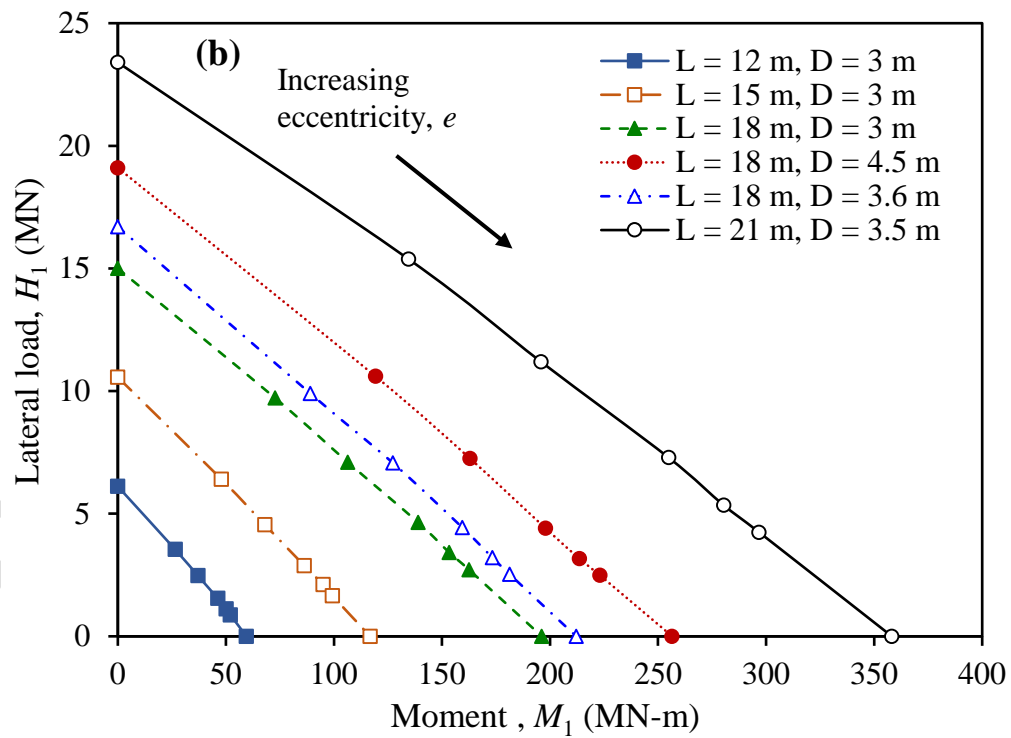 (b)
Increasing
eccentricity, e
L = 12 m, D = 3 m
L = 15 m, D = 3 m
L = 18 m, D = 3 m
L = 18 m, D = 4.5 m
L = 18 m, D = 3.6 m
L = 21 m, D = 3.5 m
Lateral load, H1 (MN)
25
20
15
10
5
0
0 50 100 150 200 250 300 350 400
Moment , M1 (MN-m)